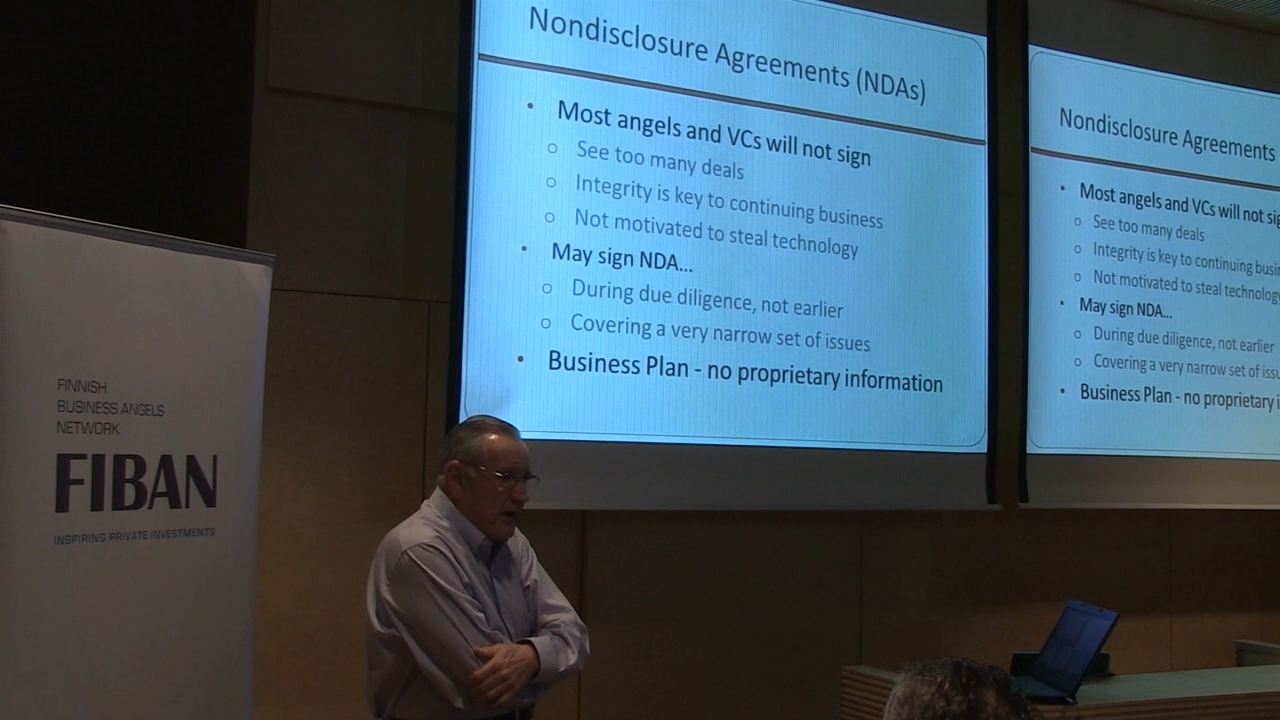 FINNISH
BUSINESS ANGELS
NETWORK
FIBAN
INSPIRING PRIVATE INVESTMENTS
Nondisclosure Agreements (NDAs)
• Most angels and VCs will not sign
o See too many deals
o Integrity is key to continuing business
o Not motivated to steal technology
• May sign NDA...
o During due diligence, not earlier
o Covering a very narrow set of issues
• Business Plan - no proprietary information
Nondisclosure Agreements
• Most angels and VCs will not sig
o See too many deals
o Integrity is key to continuing busin
o Not motivated to steal technology
• May sign NDA...
o During due diligence, not earlier
o Covering a very narrow set of issu
• Business Plan - no proprietary i